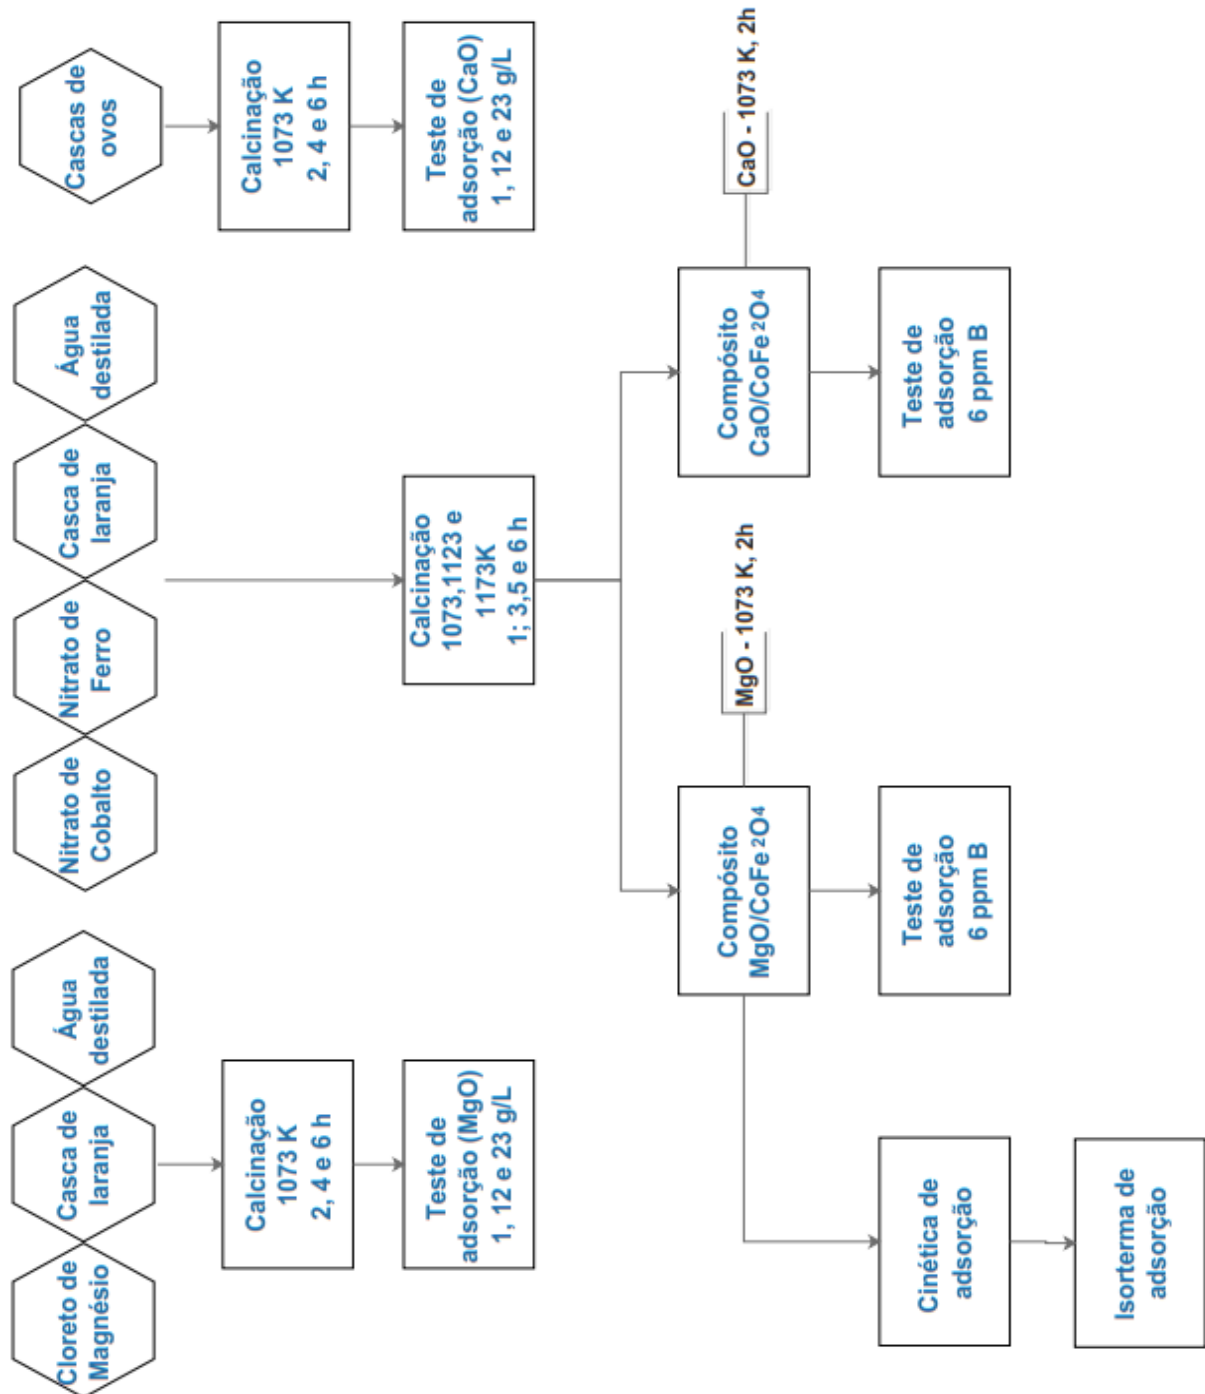 Cloreto de
Magnésio
Casca de
laranja
Água
destilada
Nitrato de
Cobalto
Nitrato de
Ferro
Casca de
laranja
Água
destilada
Cascas de
ovos
Calcinação
1073 K
2, 4 e 6 h
Calcinação
1073 K
2, 4 e 6 h
Teste de
adsorção (MgO)
1, 12 e 23 g/L
Calcinação
1073,1123 e
1173K
1; 3,5 e 6 h
Teste de
adsorção (CaO)
1, 12 e 23 g/L
Compósito
MgO/CoFe²O⁴
MgO - 1073 K, 2h
Compósito
CaO/CoFe²O⁴
CaO - 1073 K, 2h
Cinética de
adsorção
Teste de
adsorção
6 ppm B
Teste de
adsorção
6 ppm B
Isorterma de
adsorção